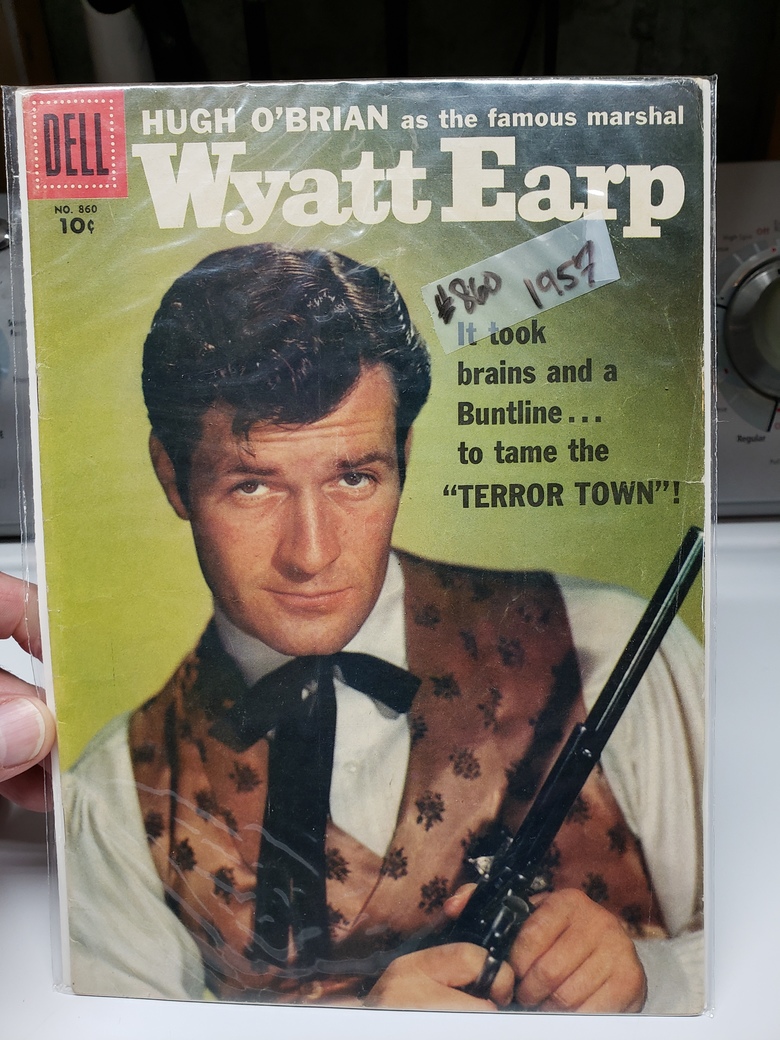 DELL
HUGH O'BRIAN as the famous marshal
Wyatt Earp
NO. 860
10¢
#860 1957
It took
brains and a
Buntline...
to tame the
"TERROR TOWN"!
Regular